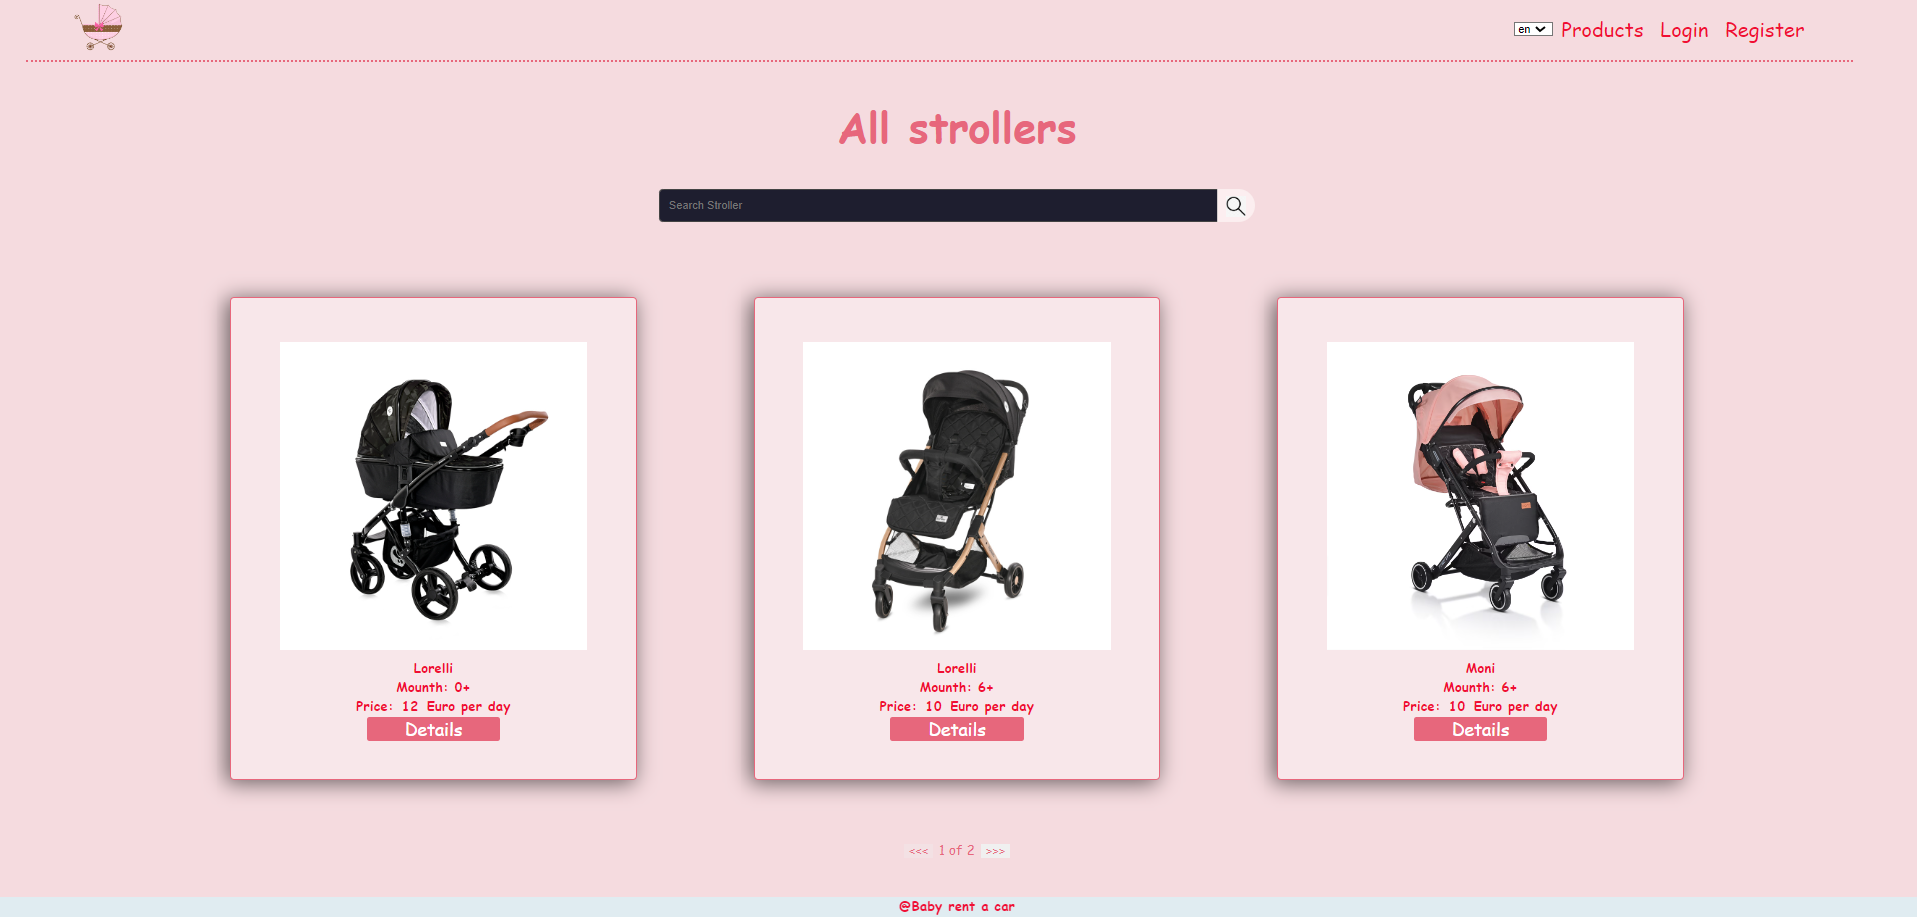 en Products Login Register
All strollers
Search Stroller
Lorelli
Mounth: 0+
Price: 12 Euro per day
Details
Lorelli
Mounth: 6+
Price: 10 Euro per day
Details
Moni
Mounth: 6+
Price: 10 Euro per day
Details
<<< 1 of 2 >>>
@Baby rent a car